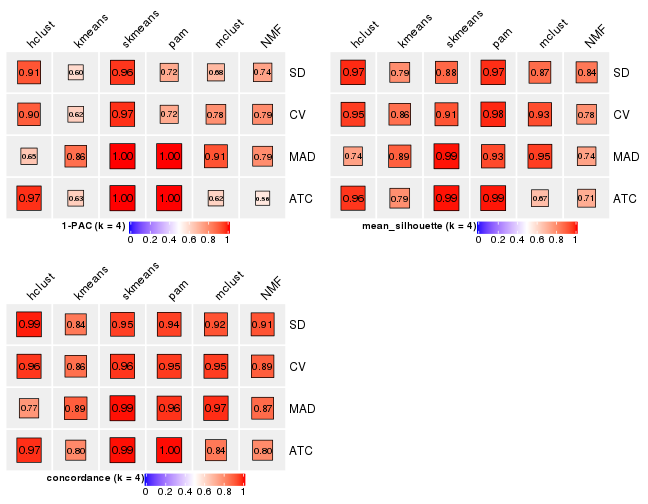 hclust kmeans skmeans pam mclust NMF
0.91 0.60 0.96 0.72 0.68 0.74 SD
0.90 0.62 0.97 0.72 0.78 0.79 CV
0.65 0.86 1.00 1.00 0.91 0.79 MAD
0.97 0.63 1.00 1.00 0.62 0.56 ATC
1-PAC (k = 4)
0 0.2 0.4 0.6 0.8 1
hclust kmeans skmeans pam mclust NMF
0.97 0.79 0.88 0.97 0.87 0.84 SD
0.95 0.86 0.91 0.98 0.93 0.78 CV
0.74 0.89 0.99 0.93 0.95 0.74 MAD
0.96 0.79 0.99 0.99 0.67 0.71 ATC
mean_silhouette (k = 4)
0 0.2 0.4 0.6 0.8 1
hclust kmeans skmeans pam mclust NMF
0.99 0.84 0.95 0.94 0.92 0.91 SD
0.96 0.86 0.96 0.95 0.95 0.89 CV
0.77 0.89 0.99 0.96 0.97 0.87 MAD
0.97 0.80 0.99 1.00 0.84 0.80 ATC
concordance (k = 4)
0 0.2 0.4 0.6 0.8 1